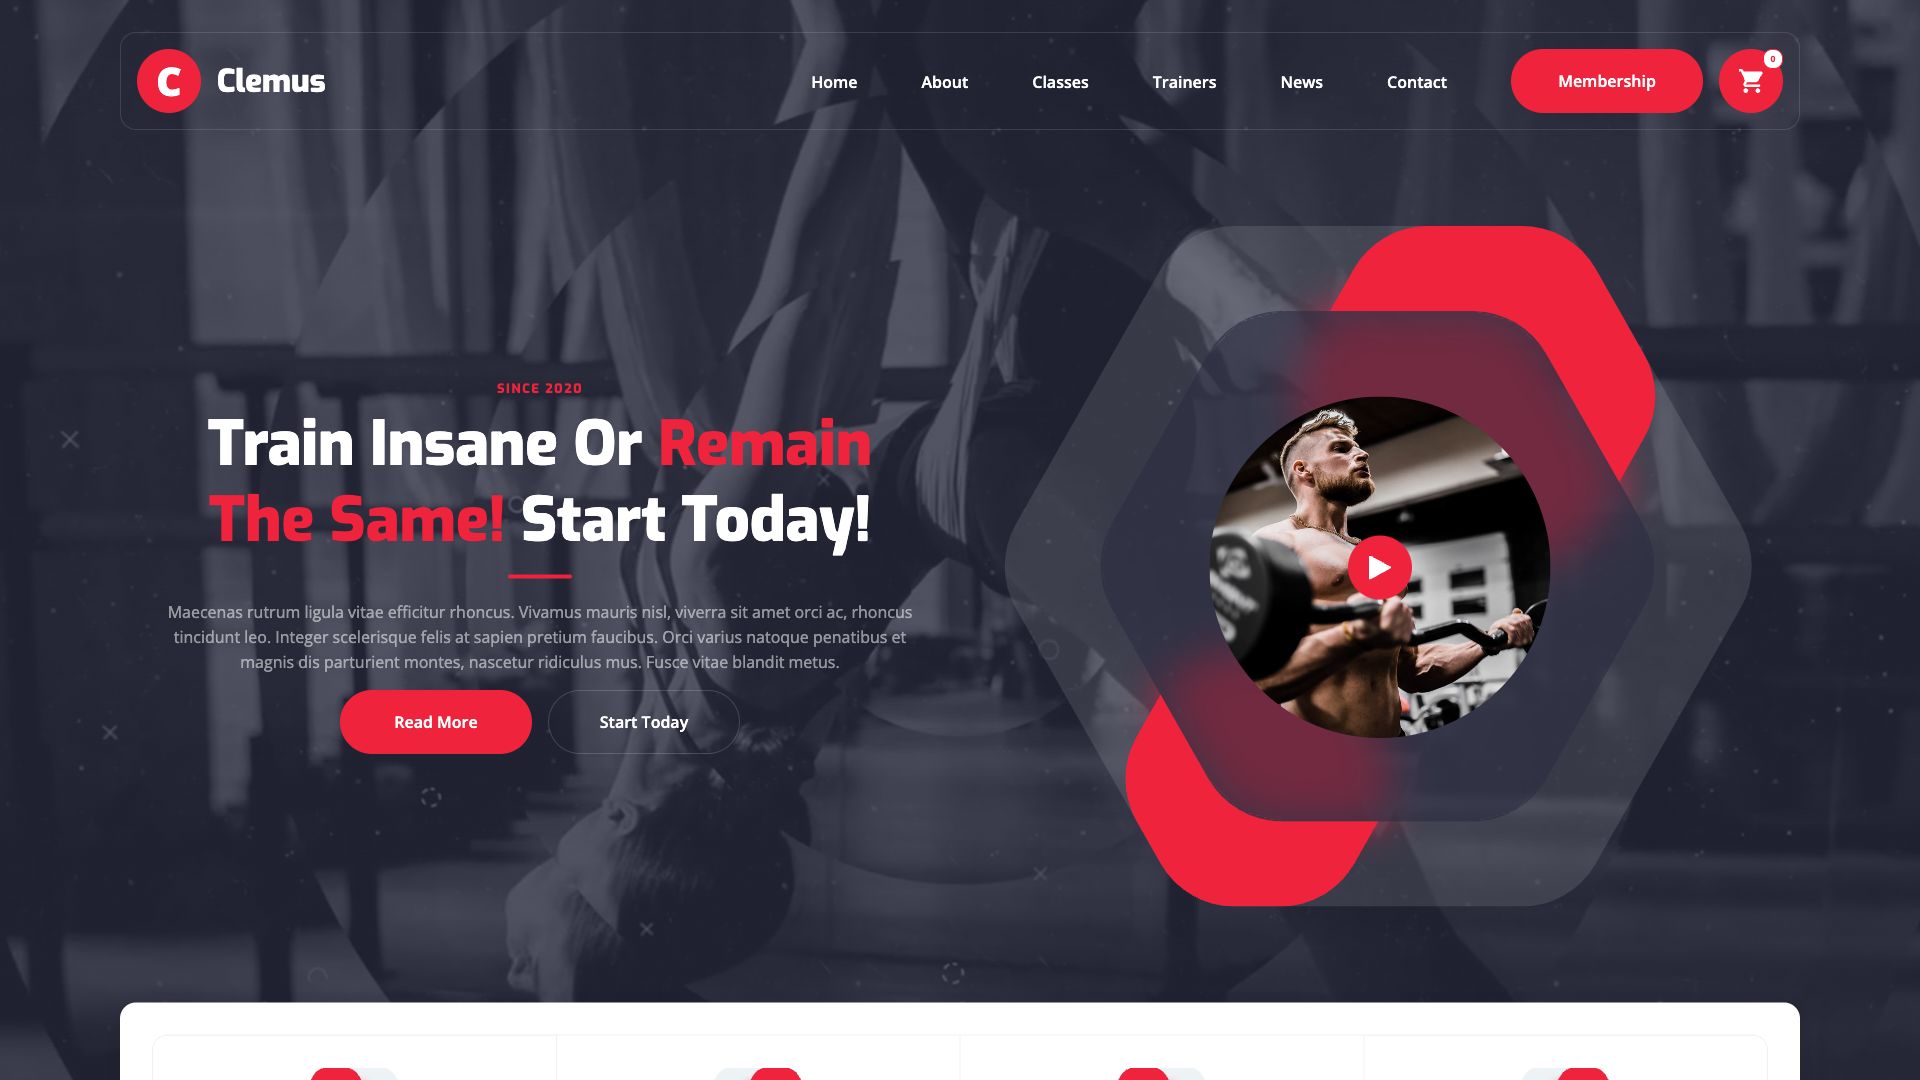 C Clemus
Home About Classes Trainers News Contact Membership 0
SINCE 2020
Train Insane Or Remain
The Same! Start Today!
Maecenas rutrum ligula vitae efficitur rhoncus. Vivamus mauris nisl, viverra sit amet orci ac, rhoncus
tincidunt leo. Integer scelerisque felis at sapien pretium faucibus. Orci varius natoque penatibus et
magnis dis parturient montes, nascetur ridiculus mus. Fusce vitae blandit metus.
Read More Start Today